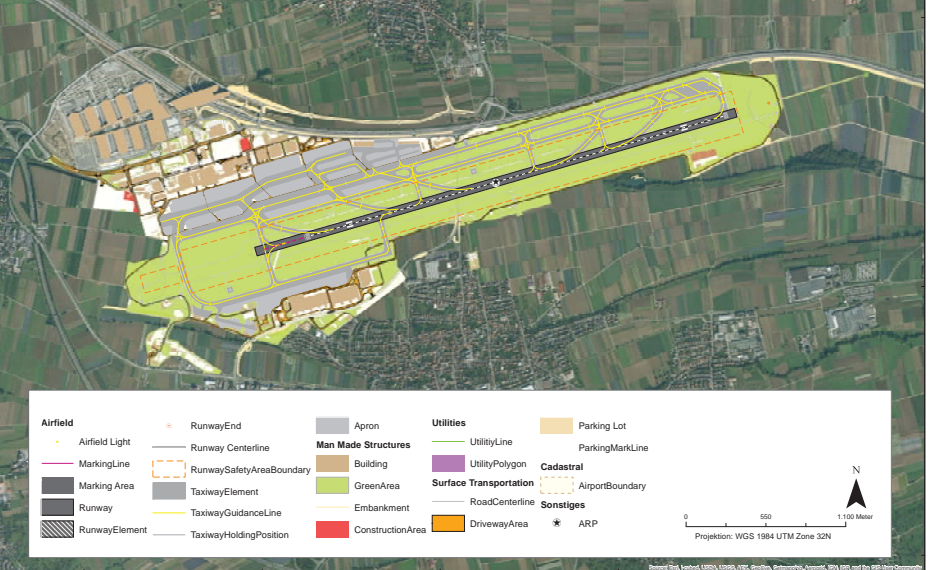 Airfield
Airfield Light
MarkingLine
Marking Area
Runway
RunwayElement
RunwayEnd
Runway Centerline
RunwaySafetyAreaBoundary
TaxiwayElement
TaxiwayGuidanceLine
TaxiwayHoldingPosition
Apron
Man Made Structures
Building
GreenArea
Embankment
ConstructionArea
Utilities
UtilitiyLine
UtilityPolygon
Surface Transportation
RoadCenterline
DrivewayArea
Parking Lot
ParkingMarkLine
Cadastral
AirportBoundary
Sonstiges
ARP
N
0 550 1.100 Meter
Projektion: WGS 1984 UTM Zone 32N